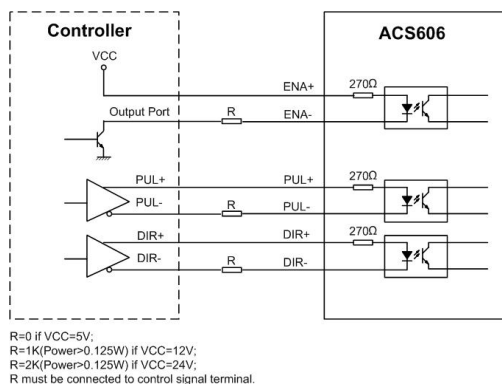 Controller
ACS606
VCC
ENA+
270Ω
Output Port
R
ENA-
PUL+
PUL+
270Ω
PUL-
R
PUL-
DIR+
DIR+
270Ω
DIR-
R
DIR-
R=0 if VCC=5V;
R=1K(Power>0.125W) if VCC=12V;
R=2K(Power>0.125W) if VCC=24V;
R must be connected to control signal terminal.